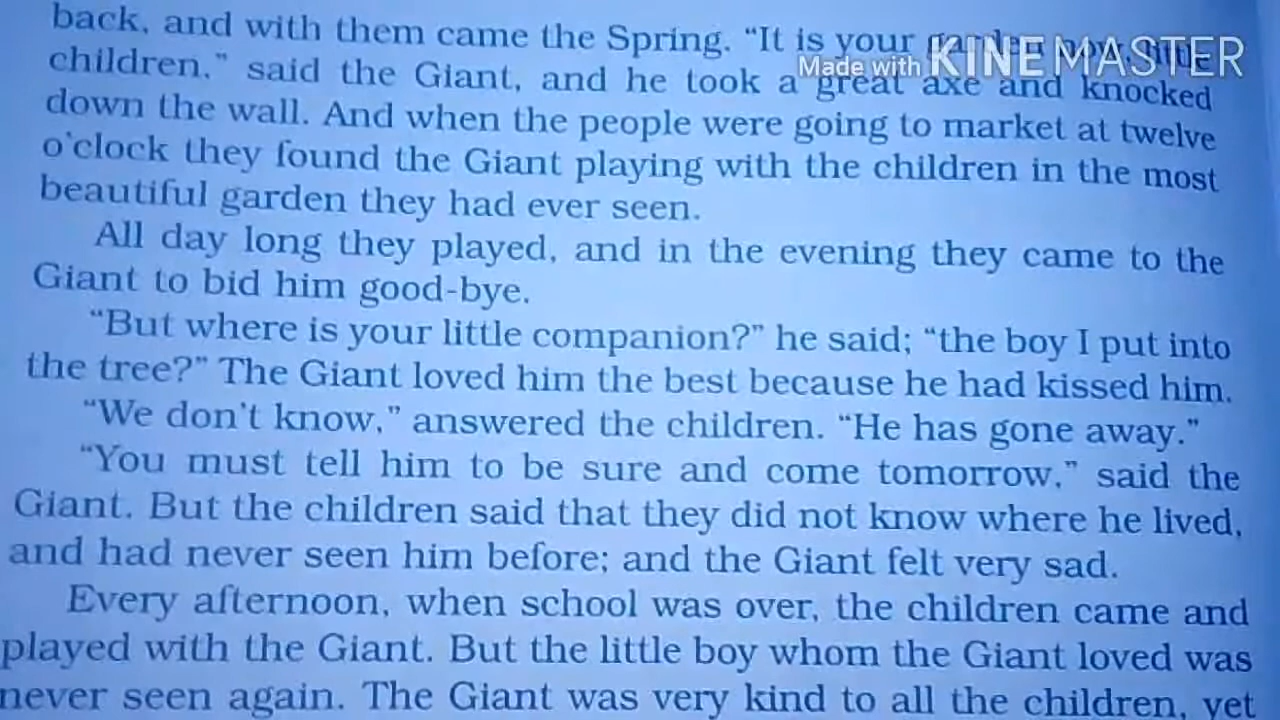 back, and with them came the Spring. “It is your garden now, little
Made with KINEMASTER
children,” said the Giant, and he took a great axe and knocked
down the wall. And when the people were going to market at twelve
o’clock they found the Giant playing with the children in the most
beautiful garden they had ever seen.
All day long they played, and in the evening they came to the
Giant to bid him good-bye.
“But where is your little companion?” he said; “the boy I put into
the tree?” The Giant loved him the best because he had kissed him.
“We don’t know,” answered the children. “He has gone away.”
“You must tell him to be sure and come tomorrow,” said the
Giant. But the children said that they did not know where he lived,
and had never seen him before; and the Giant felt very sad.
Every afternoon, when school was over, the children came and
played with the Giant. But the little boy whom the Giant loved was
never seen again. The Giant was very kind to all the children, yet